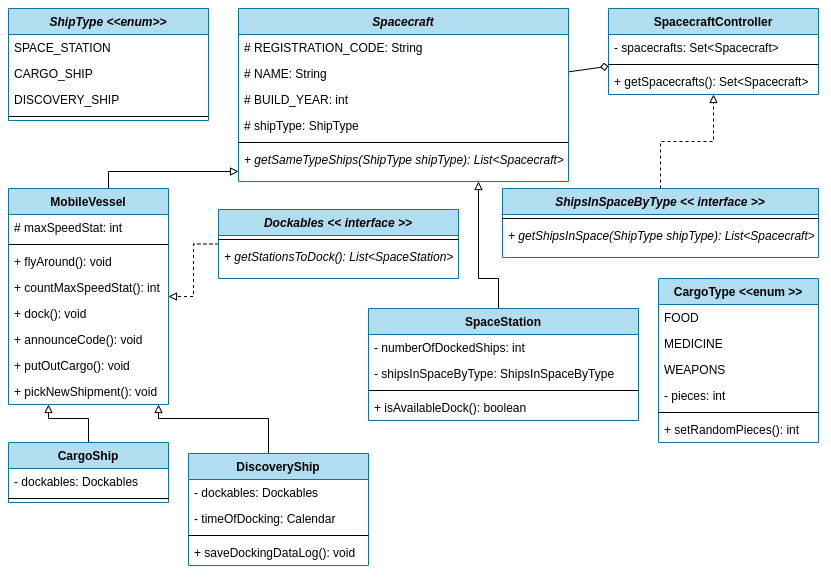 ShipType <<enum>>
SPACE_STATION
CARGO_SHIP
DISCOVERY_SHIP
Spacecraft
# REGISTRATION_CODE: String
# NAME: String
# BUILD_YEAR: int
# shipType: ShipType
+ getSameTypeShips(ShipType shipType): List<Spacecraft>
SpacecraftController
- spacecrafts: Set<Spacecraft>
+ getSpacecrafts(): Set<Spacecraft>
MobileVessel
# maxSpeedStat: int
+ flyAround(): void
+ countMaxSpeedStat(): int
+ dock(): void
+ announceCode(): void
+ putOutCargo(): void
+ pickNewShipment(): void
Dockables << interface >>
+ getStationsToDock(): List<SpaceStation>
ShipsInSpaceByType << interface >>
+ getShipsInSpace(ShipType shipType): List<Spacecraft>
SpaceStation
- numberOfDockedShips: int
- shipsInSpaceByType: ShipsInSpaceByType
+ isAvailableDock(): boolean
CargoType <<enum >>
FOOD
MEDICINE
WEAPONS
- pieces: int
+ setRandomPieces(): int
CargoShip
- dockables: Dockables
DiscoveryShip
- dockables: Dockables
- timeOfDocking: Calendar
+ saveDockingDataLog(): void